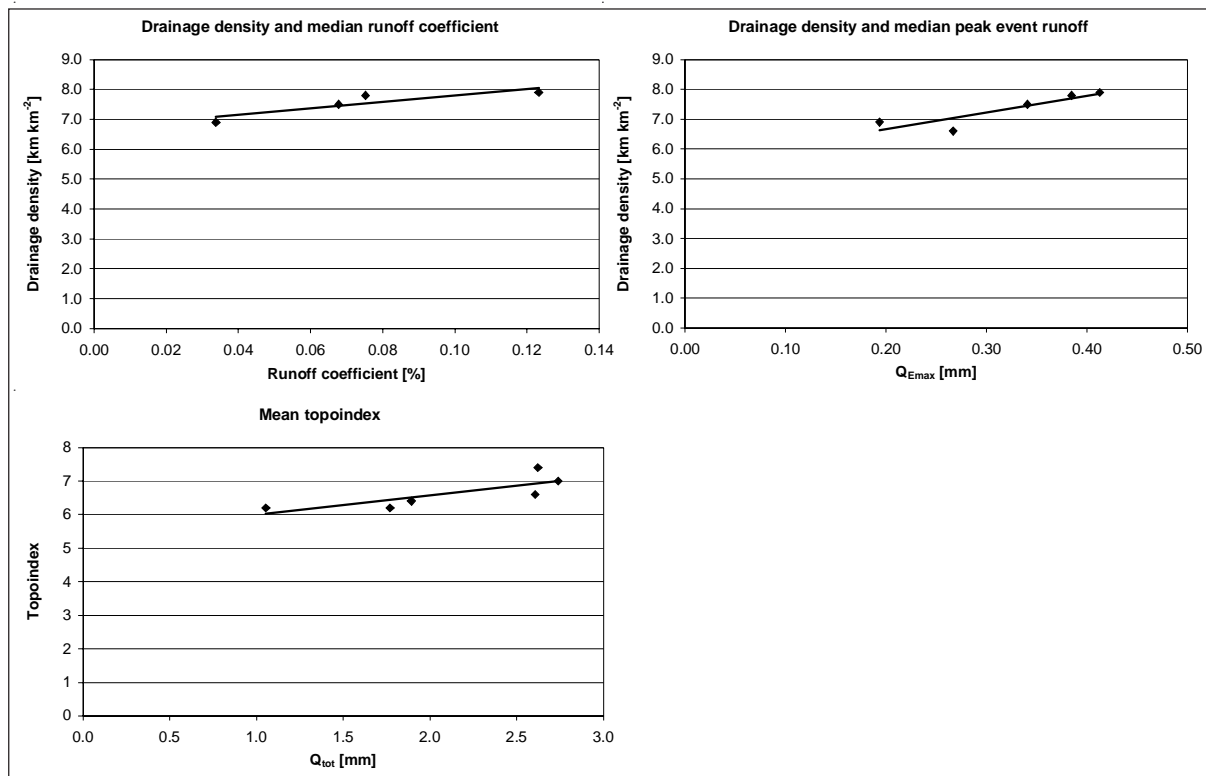 Drainage density and median runoff coefficient
9.0
8.0
7.0
6.0
5.0
4.0
3.0
2.0
1.0
0.0
Drainage density [km km⁻²]
0.00 0.02 0.04 0.06 0.08 0.10 0.12 0.14
Runoff coefficient [%]
Drainage density and median peak event runoff
9.0
8.0
7.0
6.0
5.0
4.0
3.0
2.0
1.0
0.0
Drainage density [km km⁻²]
0.00 0.10 0.20 0.30 0.40 0.50
Q_Emax [mm]
Mean topoindex
8
7
6
5
4
3
2
1
0
Topoindex
0.0 0.5 1.0 1.5 2.0 2.5 3.0
Q_tot [mm]